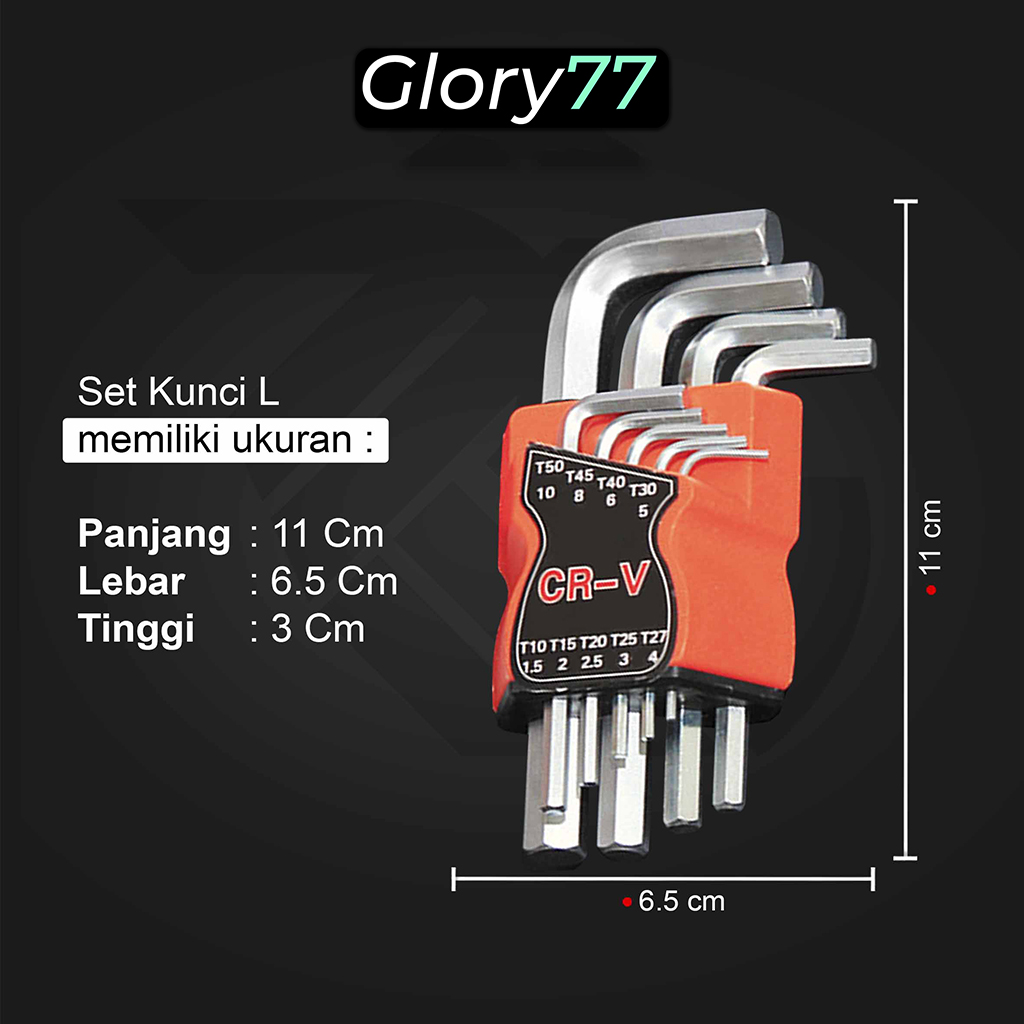 Glory77
Set Kunci L
memiliki ukuran :
Panjang : 11 Cm
Lebar : 6.5 Cm
Tinggi : 3 Cm
T50 T45 T40 T30
10 8 6 5
CR-V
T10 T15 T20 T25 T27
1.5 2 2.5 3 4
11 cm
6.5 cm